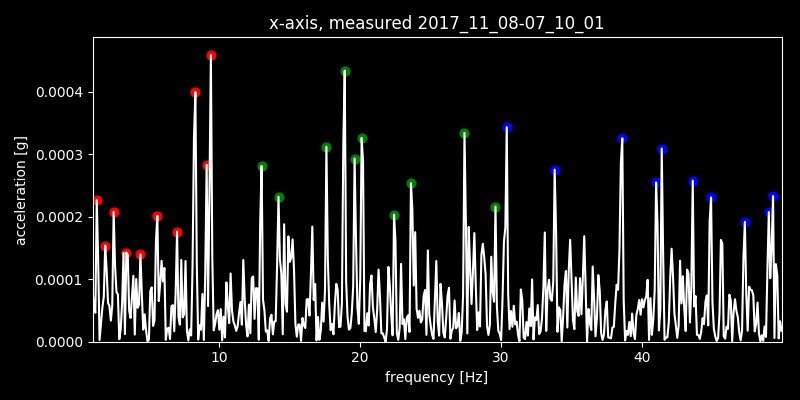 x-axis, measured 2017_11_08-07_10_01
acceleration [g]
0.0004
0.0003
0.0002
0.0001
0.0000
10 20 30 40
frequency [Hz]